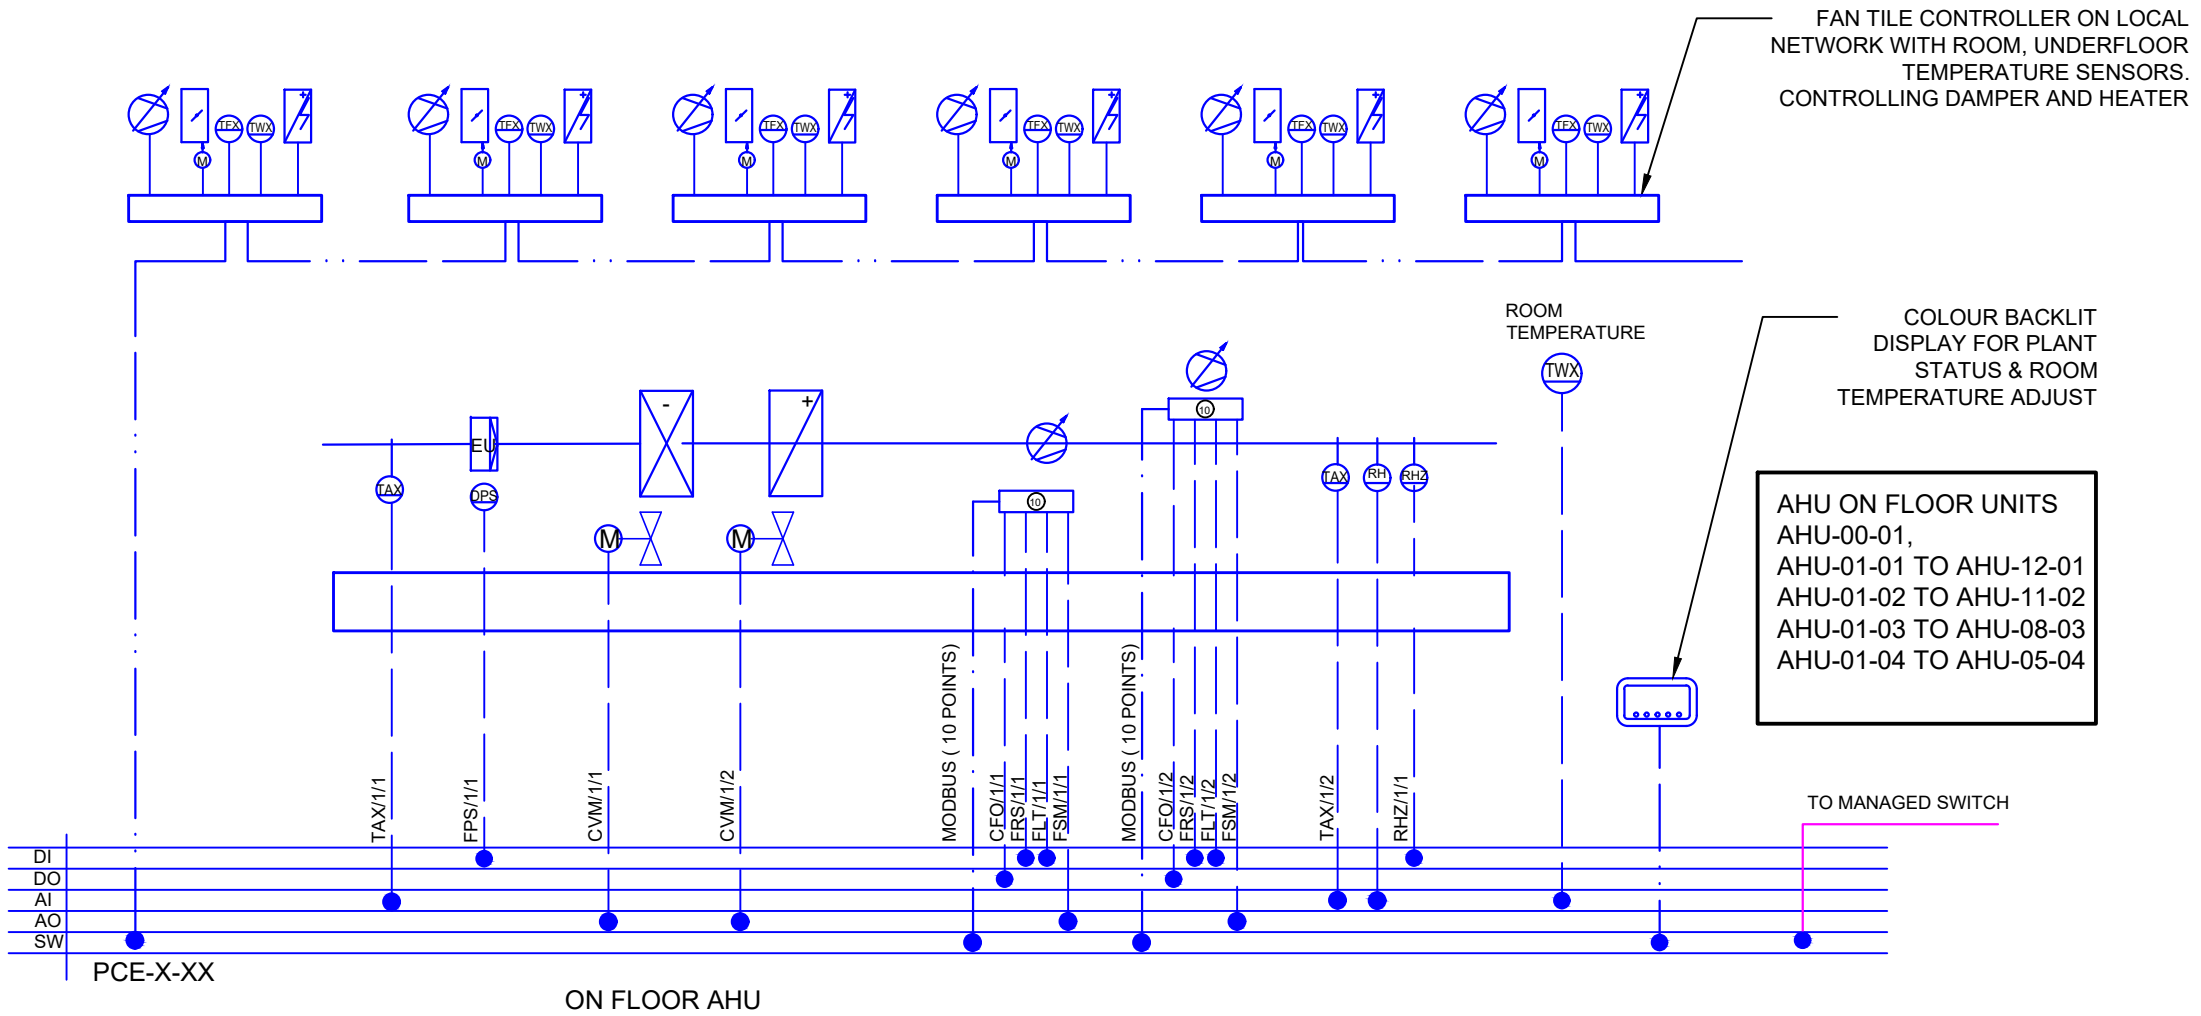 FAN TILE CONTROLLER ON LOCAL
NETWORK WITH ROOM, UNDERFLOOR
TEMPERATURE SENSORS.
CONTROLLING DAMPER AND HEATER
TEX TWX + TEX TWX + TEX TWX + TEX TWX + TEX TWX + TEX TWX +
M M M M M M
ROOM
TEMPERATURE
TWX
COLOUR BACKLIT
DISPLAY FOR PLANT
STATUS & ROOM
TEMPERATURE ADJUST
- +
10
EU
TAX RH RHZ
TAX DPS
10
M M
AHU ON FLOOR UNITS
AHU-00-01,
AHU-01-01 TO AHU-12-01
AHU-01-02 TO AHU-11-02
AHU-01-03 TO AHU-08-03
AHU-01-04 TO AHU-05-04
TAX/1/1
FPS/1/1
CVM/1/1
CVM/1/2
MODBUS ( 10 POINTS)
CFO/1/1
FRS/1/1
FLT/1/1
FSM/1/1
MODBUS ( 10 POINTS)
CFO/1/2
FRS/1/2
FLT/1/2
FSM/1/2
TAX/1/2
RHZ/1/1
TO MANAGED SWITCH
DI
DO
AI
AO
SW
PCE-X-XX
ON FLOOR AHU